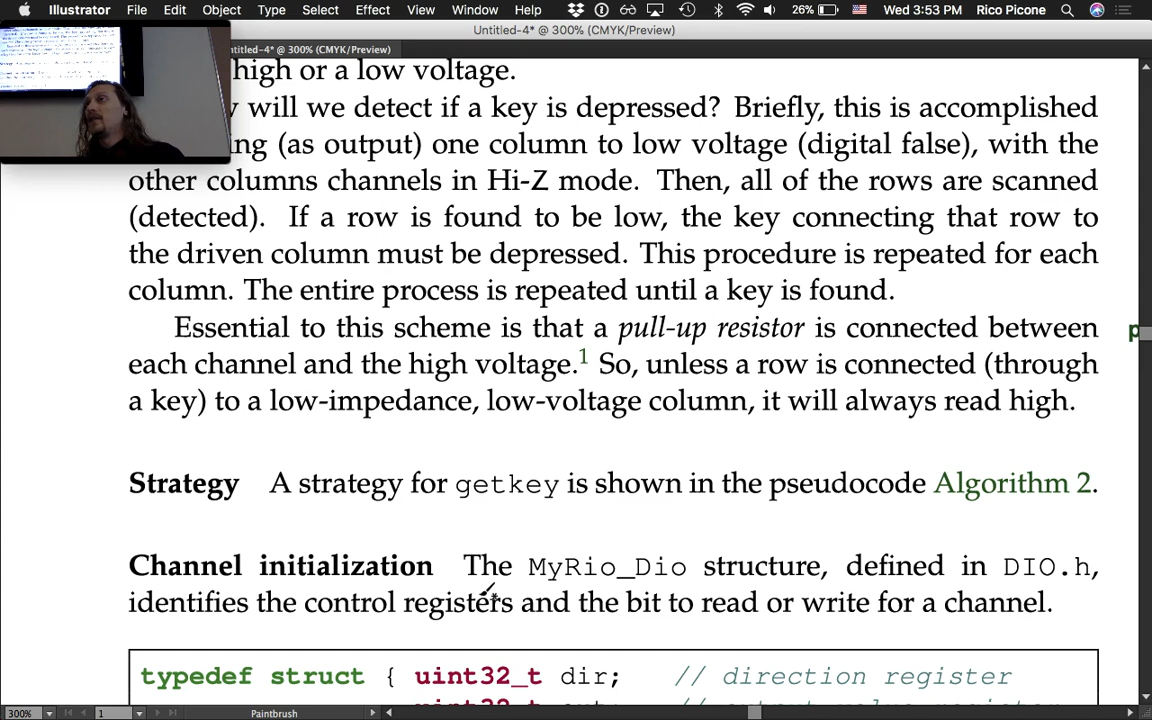 Illustrator File Edit Object Type Select Effect View Window Help 26% Wed 3:53 PM Rico Picone
Untitled-4* @ 300% (CMYK/Preview)
ntitled-4* @ 300% (CMYK/Preview)
high or a low voltage.
will we detect if a key is depressed? Briefly, this is accomplished
ing (as output) one column to low voltage (digital false), with the
other columns channels in Hi-Z mode. Then, all of the rows are scanned
(detected). If a row is found to be low, the key connecting that row to
the driven column must be depressed. This procedure is repeated for each
column. The entire process is repeated until a key is found.
Essential to this scheme is that a pull-up resistor is connected between
p
each channel and the high voltage.1 So, unless a row is connected (through
a key) to a low-impedance, low-voltage column, it will always read high.
Strategy A strategy for getkey is shown in the pseudocode Algorithm 2.
Channel initialization The MyRio_Dio structure, defined in DIO.h,
identifies the control registers and the bit to read or write for a channel.
typedef struct { uint32_t dir; // direction register
300% 1 Paintbrush